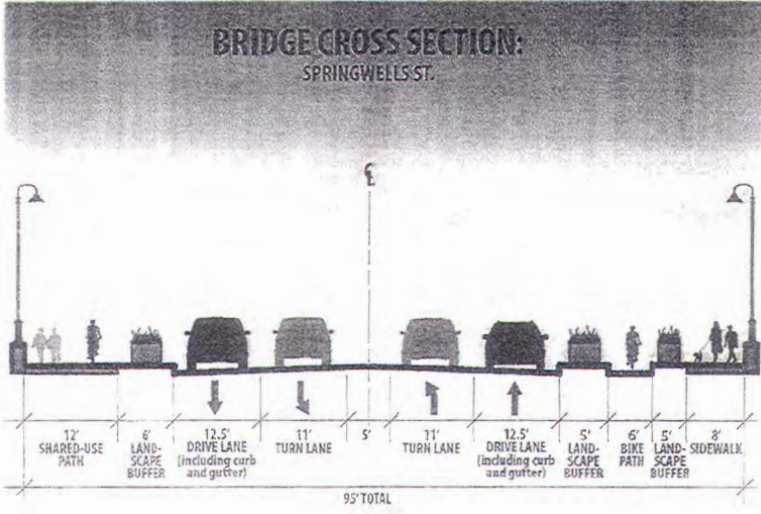 BRIDGE CROSS SECTION:
SPRINGWELLS ST.
℄
12'
SHARED-USE
PATH
6'
LAND-
SCAPE
BUFFER
12.5'
DRIVE LANE
(including curb
and gutter)
11'
TURN LANE
5'
11'
TURN LANE
12.5'
DRIVE LANE
(including curb
and gutter)
5'
LAND-
SCAPE
BUFFER
6'
BIKE
PATH
5'
LAND-
SCAPE
BUFFER
8'
SIDEWALK
95' TOTAL